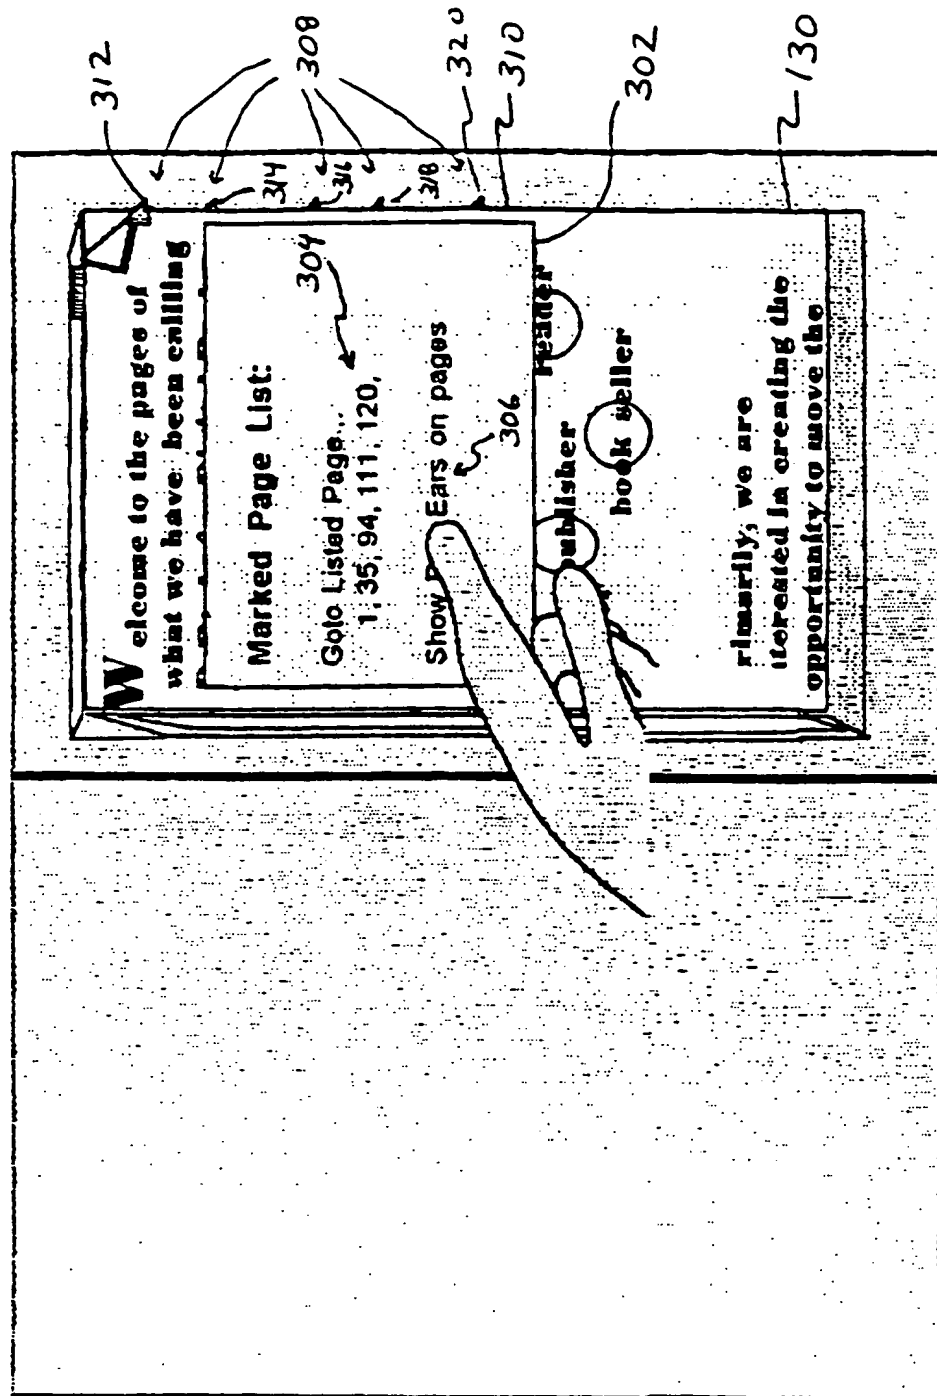 312
308
320
310
302
130
314
316
318
Welcome to the pages of
what we have been calling
Marked Page List:
304
Goto Listed Page...
1, 35, 94, 111, 120,
Show Ears on pages
306
Reader
ublisher
book seller
rimarily, we are
itereated in creating the
opportunity to move the